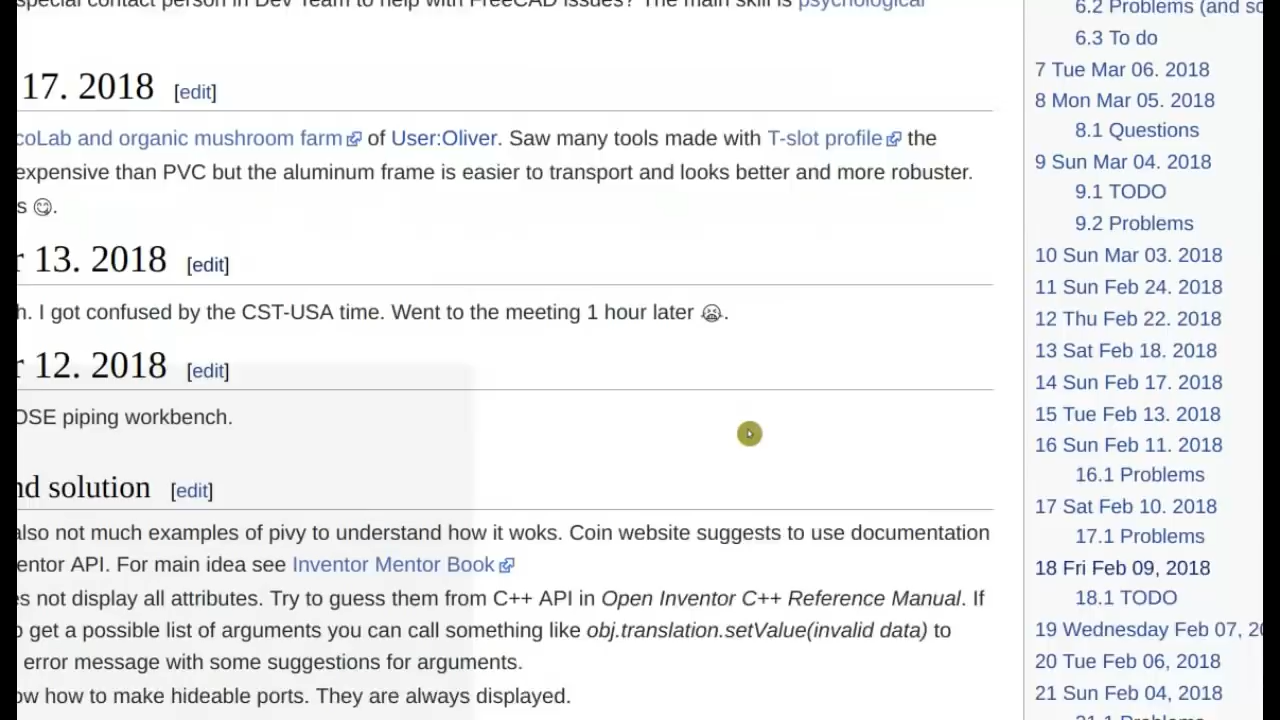 special contact person in Dev Team to help with FreeCAD issues? The main skill is psychological
17. 2018 [edit]
coLab and organic mushroom farm of User:Oliver. Saw many tools made with T-slot profile the
expensive than PVC but the aluminum frame is easier to transport and looks better and more robuster.
s 😋.
r 13. 2018 [edit]
h. I got confused by the CST-USA time. Went to the meeting 1 hour later 😭.
r 12. 2018 [edit]
OSE piping workbench.
nd solution [edit]
also not much examples of pivy to understand how it woks. Coin website suggests to use documentation
entor API. For main idea see Inventor Mentor Book
es not display all attributes. Try to guess them from C++ API in Open Inventor C++ Reference Manual. If
o get a possible list of arguments you can call something like obj.translation.setValue(invalid data) to
error message with some suggestions for arguments.
ow how to make hideable ports. They are always displayed.
6.2 Problems (and so
6.3 To do
7 Tue Mar 06. 2018
8 Mon Mar 05. 2018
8.1 Questions
9 Sun Mar 04. 2018
9.1 TODO
9.2 Problems
10 Sun Mar 03. 2018
11 Sun Feb 24. 2018
12 Thu Feb 22. 2018
13 Sat Feb 18. 2018
14 Sun Feb 17. 2018
15 Tue Feb 13. 2018
16 Sun Feb 11. 2018
16.1 Problems
17 Sat Feb 10. 2018
17.1 Problems
18 Fri Feb 09, 2018
18.1 TODO
19 Wednesday Feb 07, 20
20 Tue Feb 06, 2018
21 Sun Feb 04, 2018
21.1 Problems